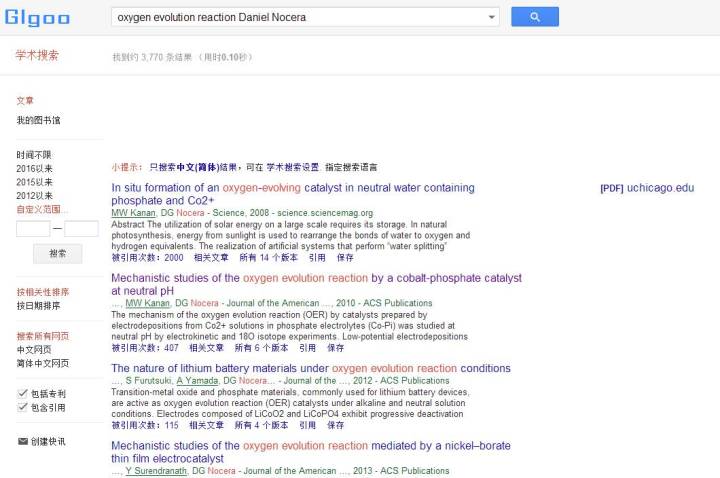 Glgoo
oxygen evolution reaction Daniel Nocera
学术搜索
我到约 3,770 条结果 （用时0.10秒）
文章
我的图书馆
时间不限
2016以来
2015以来
2012以来
自定义范围...
—
搜索
按相关性排序
按日期排序
搜索所有网页
中文网页
简体中文网页
包括专利
包含引用
创建快讯
小提示： 只搜索中文(简体)结果，可在 学术搜索设置. 指定搜索语言
In situ formation of an oxygen-evolving catalyst in neutral water containing
phosphate and Co2+
[PDF] uchicago.edu
MW Kanan, DG Nocera - Science, 2008 - science.sciencemag.org
Abstract The utilization of solar energy on a large scale requires its storage. In natural
photosynthesis, energy from sunlight is used to rearrange the bonds of water to oxygen and
hydrogen equivalents. The realization of artificial systems that perform "water splitting"
被引用次数：2000 相关文章 所有 14 个版本 引用 保存
Mechanistic studies of the oxygen evolution reaction by a cobalt-phosphate catalyst
at neutral pH
…, MW Kanan, DG Nocera - Journal of the American …, 2010 - ACS Publications
The mechanism of the oxygen evolution reaction (OER) by catalysts prepared by
electrodepositions from Co2+ solutions in phosphate electrolytes (Co-Pi) was studied at
neutral pH by electrokinetic and 18O isotope experiments. Low-potential electrodepositions
被引用次数：407 相关文章 所有 6 个版本 引用 保存
The nature of lithium battery materials under oxygen evolution reaction conditions
…, S Furutsuki, A Yamada, DG Nocera… - Journal of the …, 2012 - ACS Publications
Transition-metal oxide and phosphate materials, commonly used for lithium battery devices,
are active as oxygen evolution reaction (OER) catalysts under alkaline and neutral solution
conditions. Electrodes composed of LiCoO2 and LiCoPO4 exhibit progressive deactivation
被引用次数：115 相关文章 所有 4 个版本 引用 保存
Mechanistic studies of the oxygen evolution reaction mediated by a nickel–borate
thin film electrocatalyst
…, Y Surendranath, DG Nocera - Journal of the American …, 2013 - ACS Publications